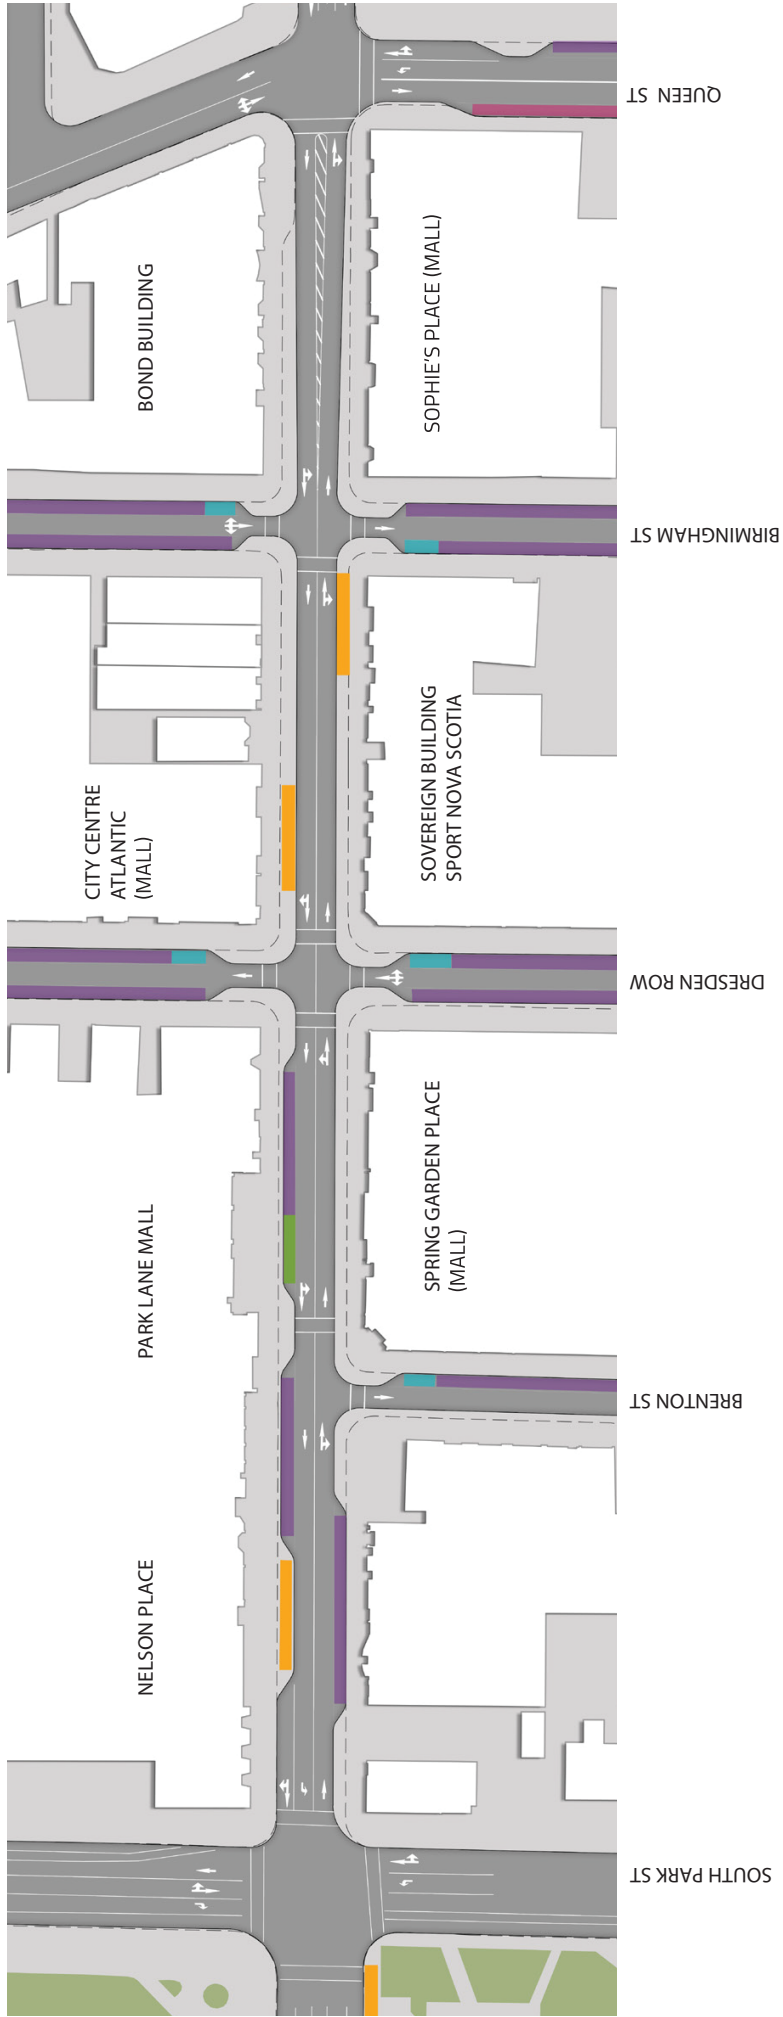 QUEEN ST
BOND BUILDING
SOPHIE'S PLACE (MALL)
BIRMINGHAM ST
CITY CENTRE
ATLANTIC
(MALL)
SOVEREIGN BUILDING
SPORT NOVA SCOTIA
DRESDEN ROW
PARK LANE MALL
SPRING GARDEN PLACE
(MALL)
BRENTON ST
NELSON PLACE
SOUTH PARK ST